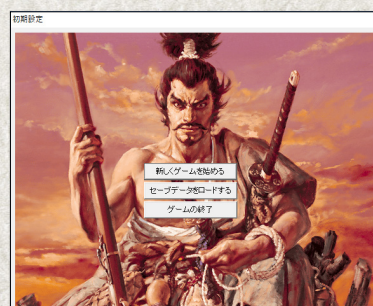 初期設定
新しくゲームを始める
セーブデータをロードする
ゲームの終了